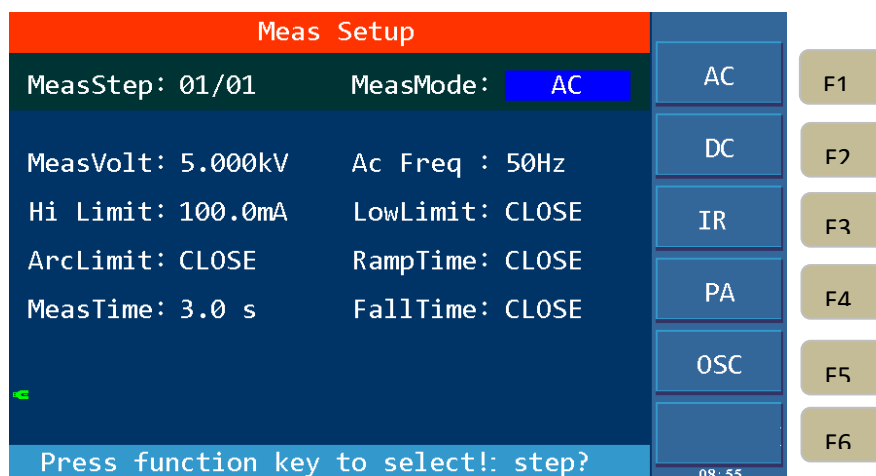 Meas Setup
MeasStep: 01/01 MeasMode: AC
MeasVolt: 5.000kV Ac Freq : 50Hz
Hi Limit: 100.0mA LowLimit: CLOSE
ArcLimit: CLOSE RampTime: CLOSE
MeasTime: 3.0 s FallTime: CLOSE
Press function key to select!: step?
AC
DC
IR
PA
OSC
08:55
F1
F2
F3
F4
F5
F6